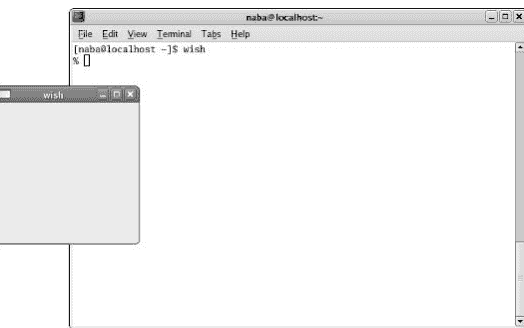 naba@localhost:~
File Edit View Terminal Tabs Help
[naba@localhost ~]$ wish
%
wish